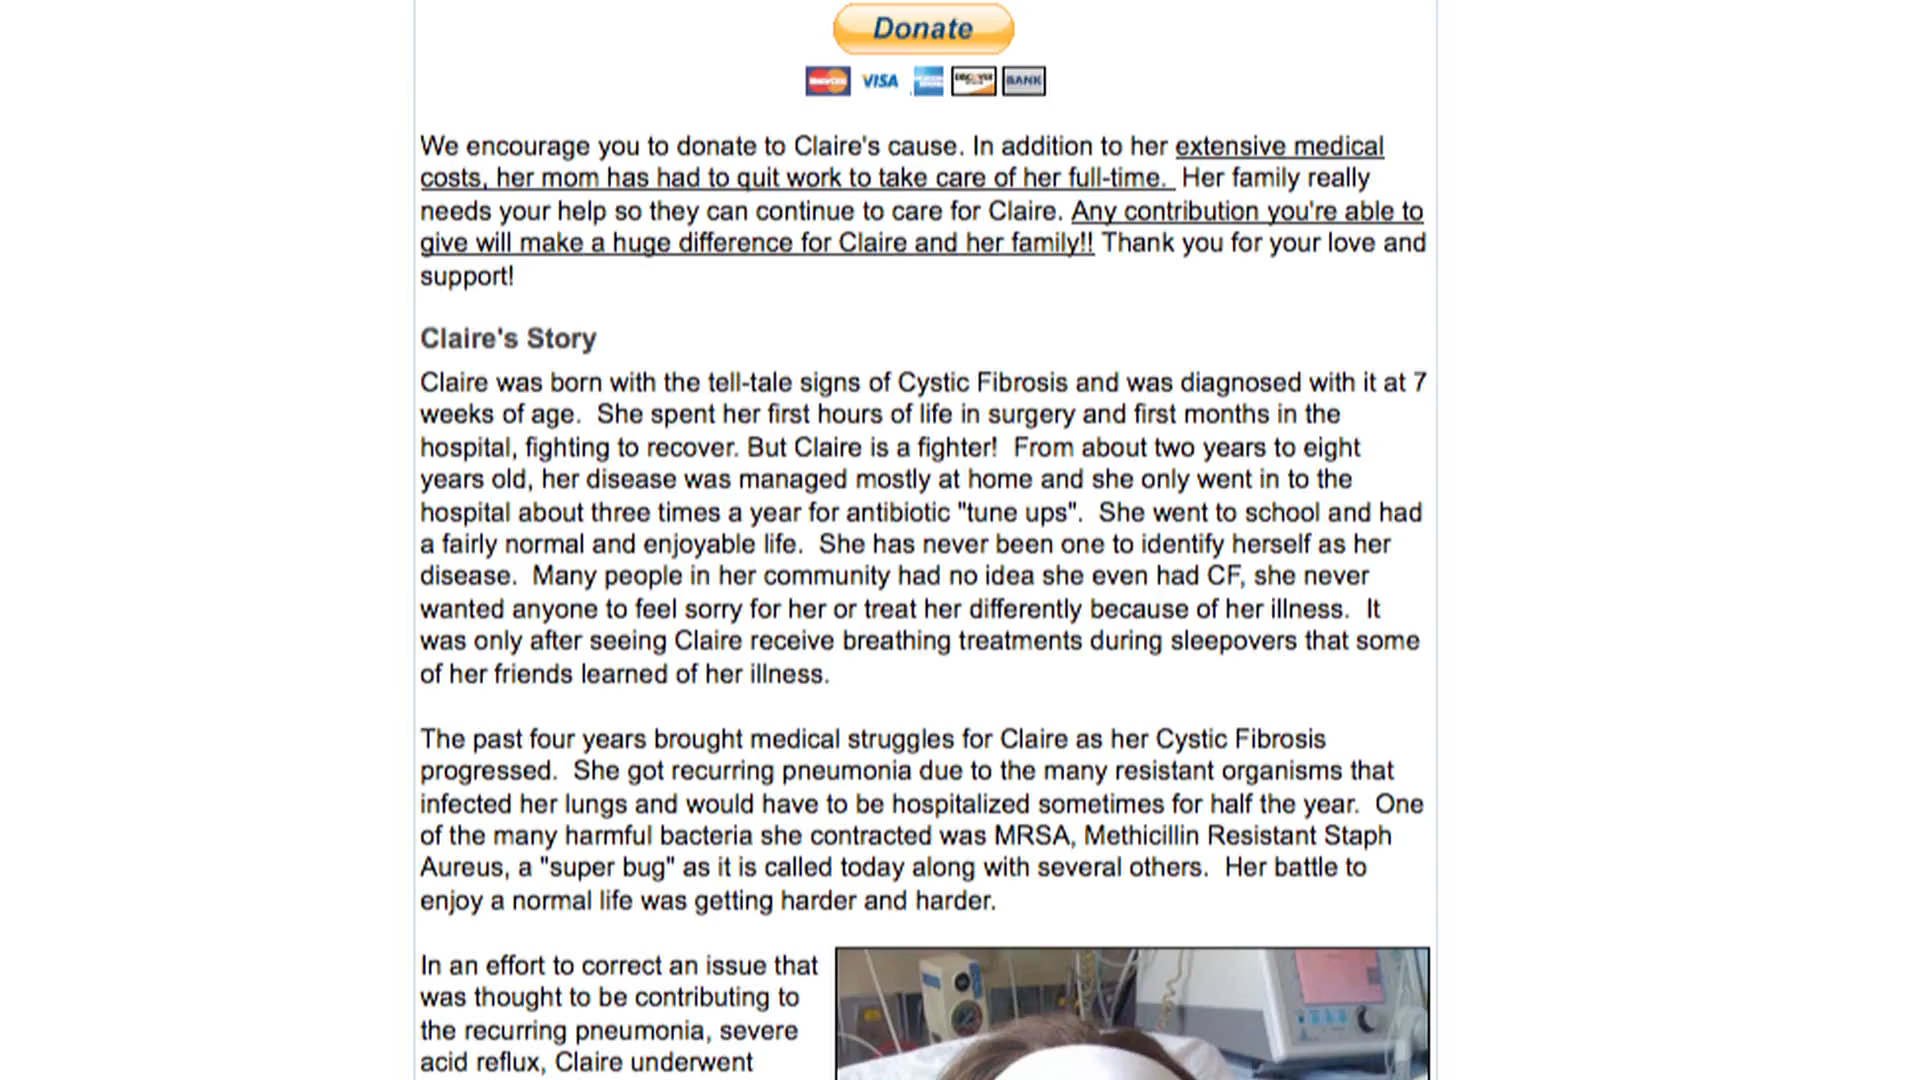 Donate
MasterCard VISA DISCOVER BANK
We encourage you to donate to Claire's cause. In addition to her extensive medical
costs, her mom has had to quit work to take care of her full-time. Her family really
needs your help so they can continue to care for Claire. Any contribution you're able to
give will make a huge difference for Claire and her family!! Thank you for your love and
support!
Claire's Story
Claire was born with the tell-tale signs of Cystic Fibrosis and was diagnosed with it at 7
weeks of age. She spent her first hours of life in surgery and first months in the
hospital, fighting to recover. But Claire is a fighter! From about two years to eight
years old, her disease was managed mostly at home and she only went in to the
hospital about three times a year for antibiotic "tune ups". She went to school and had
a fairly normal and enjoyable life. She has never been one to identify herself as her
disease. Many people in her community had no idea she even had CF, she never
wanted anyone to feel sorry for her or treat her differently because of her illness. It
was only after seeing Claire receive breathing treatments during sleepovers that some
of her friends learned of her illness.
The past four years brought medical struggles for Claire as her Cystic Fibrosis
progressed. She got recurring pneumonia due to the many resistant organisms that
infected her lungs and would have to be hospitalized sometimes for half the year. One
of the many harmful bacteria she contracted was MRSA, Methicillin Resistant Staph
Aureus, a "super bug" as it is called today along with several others. Her battle to
enjoy a normal life was getting harder and harder.
In an effort to correct an issue that
was thought to be contributing to
the recurring pneumonia, severe
acid reflux, Claire underwent